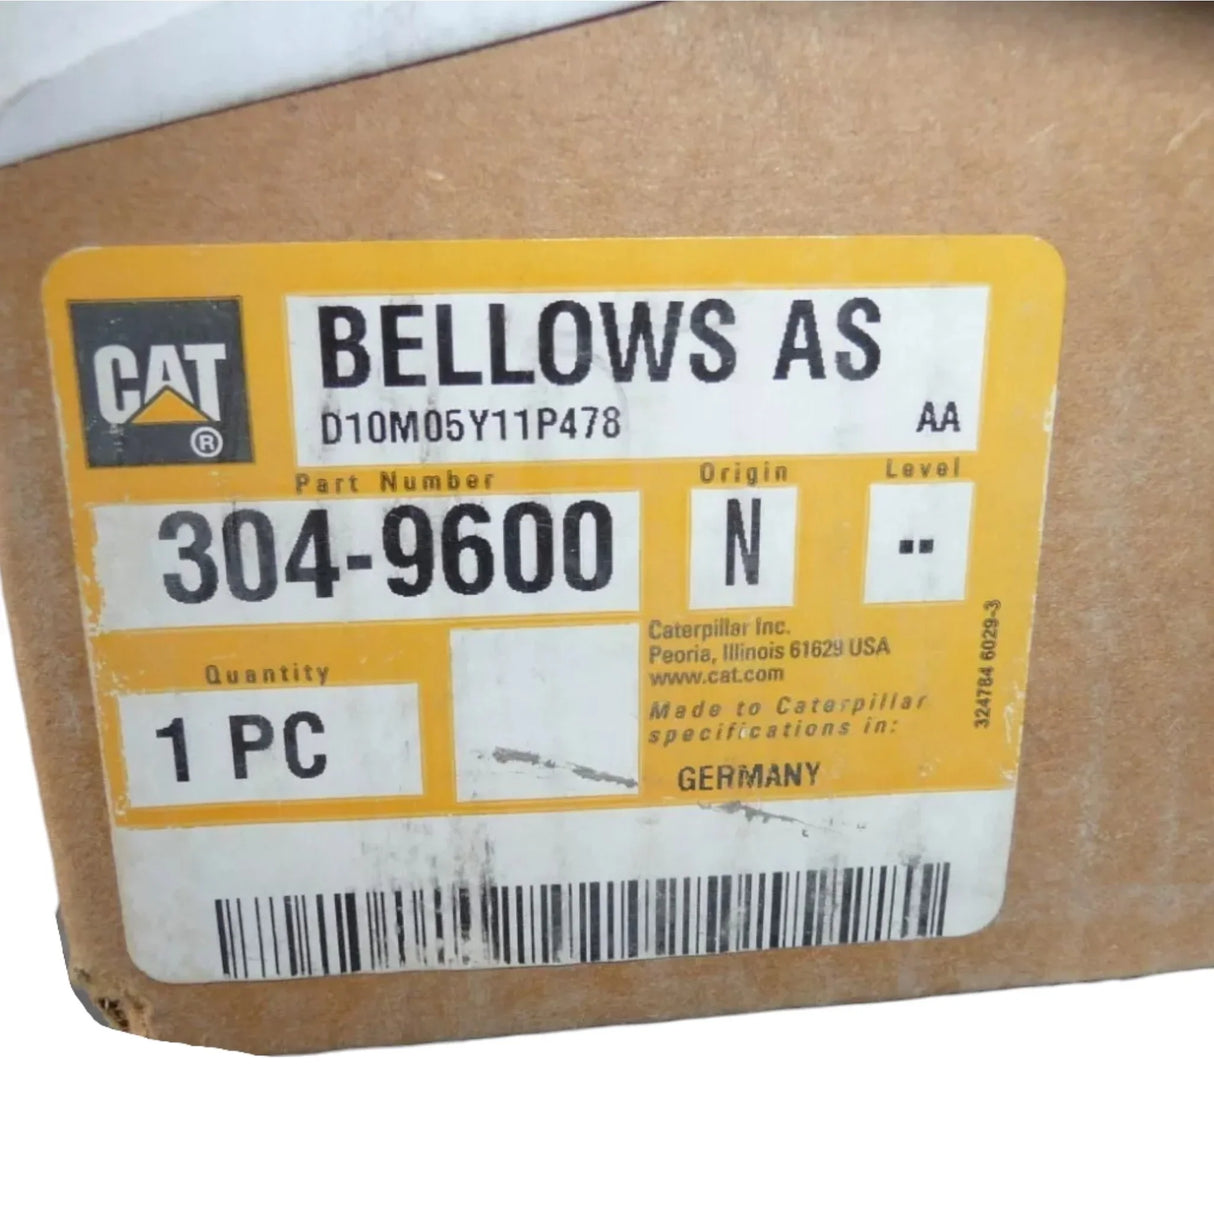 CAT
®
BELLOWS AS
D10M05Y11P478 AA
Part Number Origin Level
304-9600 N --
Caterpillar Inc.
Peoria, Illinois 61629 USA
www.cat.com
Made to Caterpillar
specifications in:
GERMANY
Quantity
1 PC
324784 6029-3